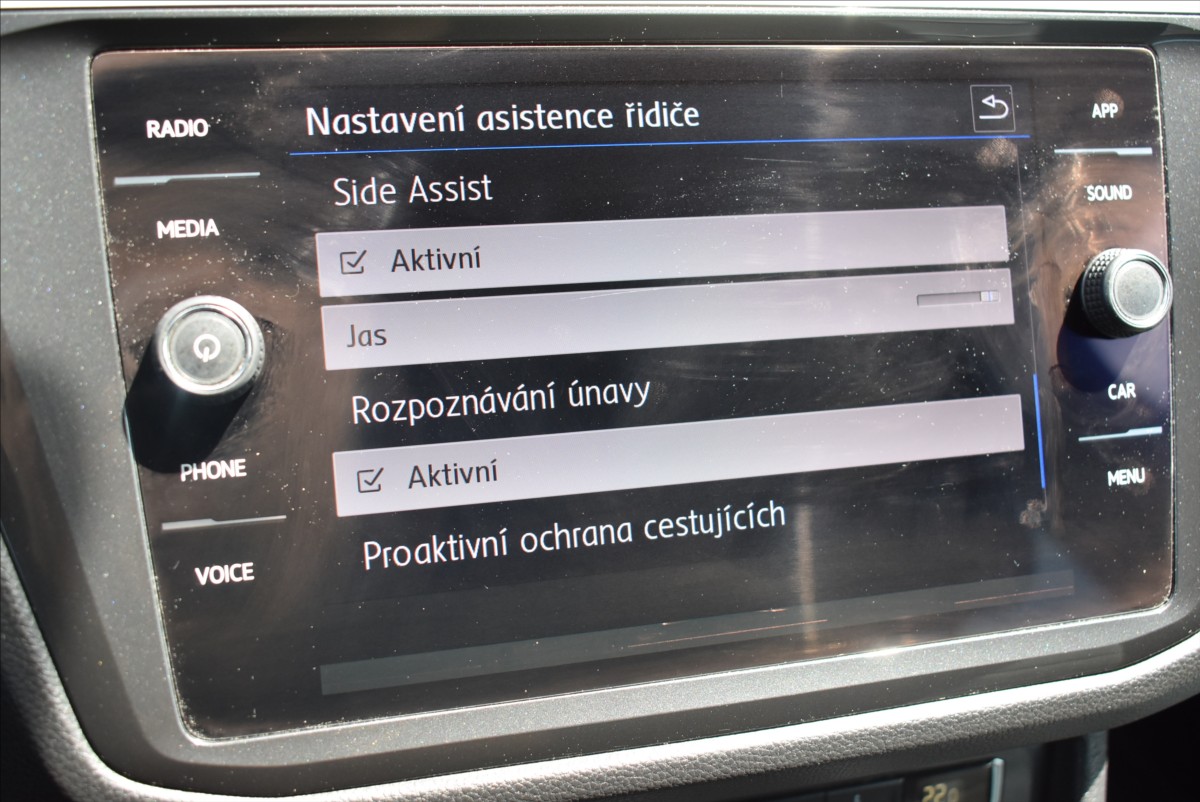 RADIO
MEDIA
PHONE
VOICE
Nastavení asistence řidiče
Side Assist
Aktivní
Jas
Rozpoznávání únavy
Aktivní
Proaktivní ochrana cestujících
APP
SOUND
CAR
MENU